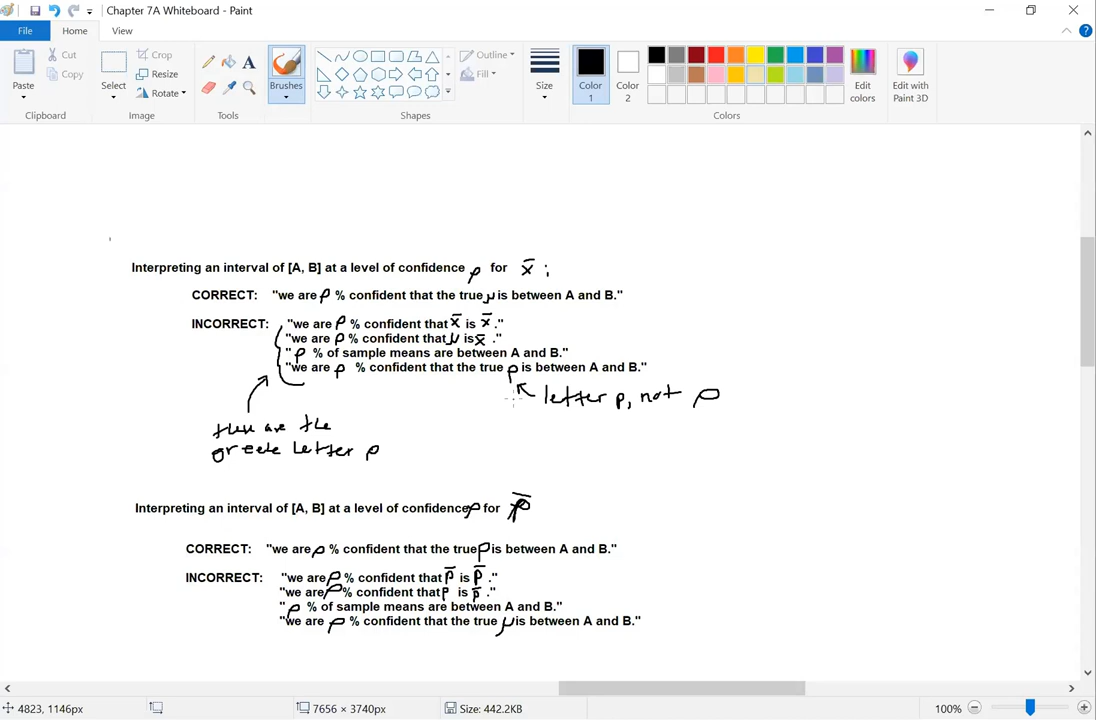 Chapter 7A Whiteboard - Paint
File Home View
Paste
Cut
Copy
Clipboard
Select
Crop
Resize
Rotate
Image
A
Tools
Brushes
Outline
Fill
Shapes
Size
Color 1
Color 2
Edit colors
Colors
Edit with Paint 3D
Interpreting an interval of [A, B] at a level of confidence ρ for x̄ ;
CORRECT: "we are ρ % confident that the true μ is between A and B."
INCORRECT: "we are ρ % confident that x̄ is x̄ ."
"we are ρ % confident that μ is x̄ ."
" ρ % of sample means are between A and B."
"we are ρ % confident that the true p is between A and B."
letter p, not ρ
these are the
greek letter ρ
Interpreting an interval of [A, B] at a level of confidence ρ for p̄
CORRECT: "we are ρ % confident that the true p is between A and B."
INCORRECT: "we are ρ % confident that p̄ is p̄ ."
"we are ρ % confident that p is p̄ ."
" ρ % of sample means are between A and B."
"we are ρ % confident that the true μ is between A and B."
4823, 1146px
7656 × 3740px
Size: 442.2KB
100%